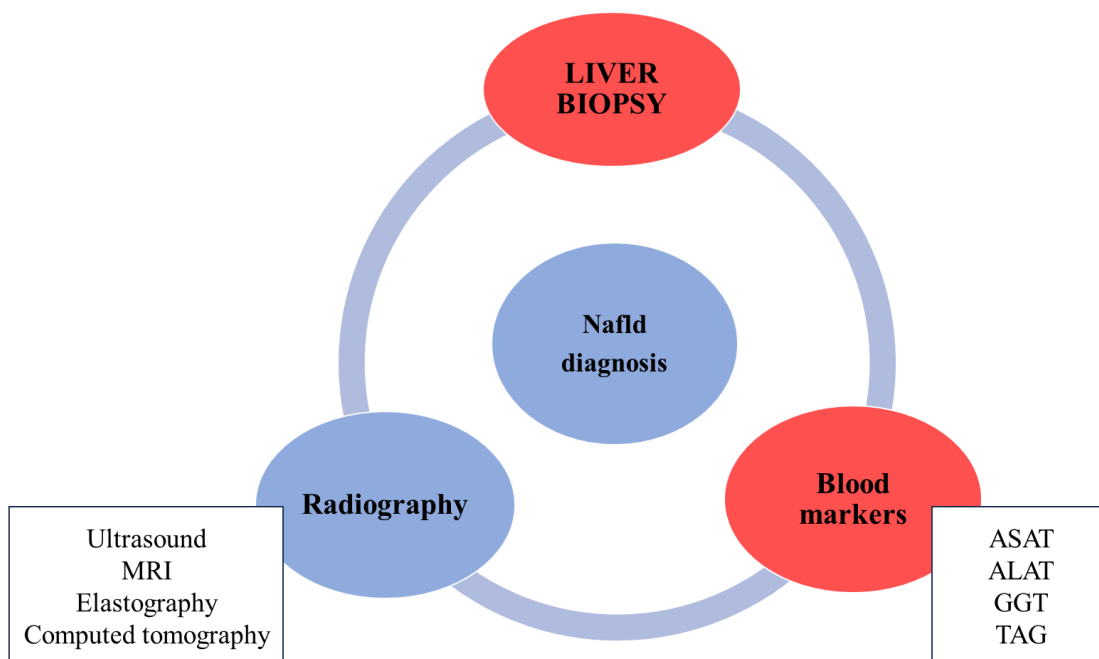 LIVER
BIOPSY
Nafld
diagnosis
Radiography
Ultrasound
MRI
Elastography
Computed tomography
Blood
markers
ASAT
ALAT
GGT
TAG